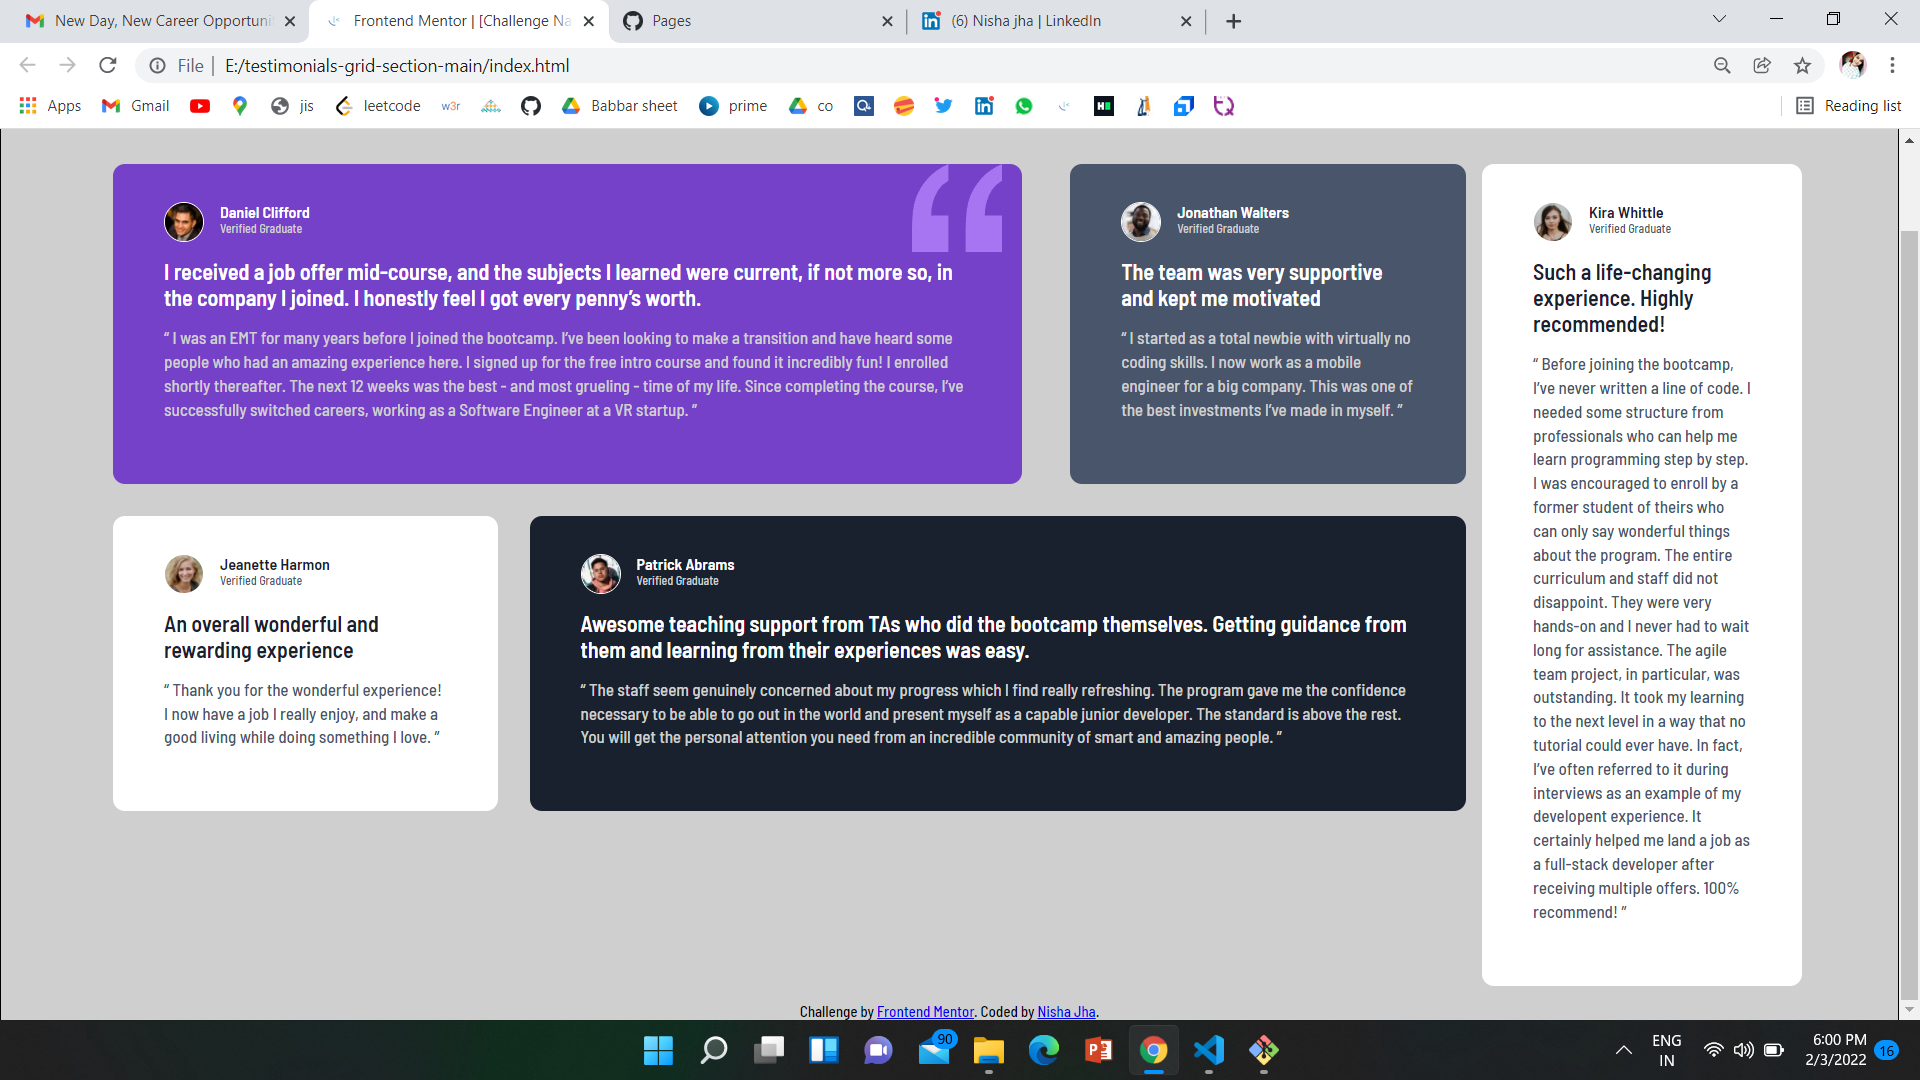 New Day, New Career Opportuni
Frontend Mentor | [Challenge Na
Pages
(6) Nisha jha | LinkedIn
File | E:/testimonials-grid-section-main/index.html
Apps
Gmail
jis
leetcode
w3r
Babbar sheet
prime
co
Reading list
Daniel Clifford
Verified Graduate
I received a job offer mid-course, and the subjects I learned were current, if not more so, in
the company I joined. I honestly feel I got every penny’s worth.
“ I was an EMT for many years before I joined the bootcamp. I’ve been looking to make a transition and have heard some
people who had an amazing experience here. I signed up for the free intro course and found it incredibly fun! I enrolled
shortly thereafter. The next 12 weeks was the best - and most grueling - time of my life. Since completing the course, I’ve
successfully switched careers, working as a Software Engineer at a VR startup. ”
Jonathan Walters
Verified Graduate
The team was very supportive
and kept me motivated
“ I started as a total newbie with virtually no
coding skills. I now work as a mobile
engineer for a big company. This was one of
the best investments I’ve made in myself. ”
Kira Whittle
Verified Graduate
Such a life-changing
experience. Highly
recommended!
“ Before joining the bootcamp,
I’ve never written a line of code. I
needed some structure from
professionals who can help me
learn programming step by step.
I was encouraged to enroll by a
former student of theirs who
can only say wonderful things
about the program. The entire
curriculum and staff did not
disappoint. They were very
hands-on and I never had to wait
long for assistance. The agile
team project, in particular, was
outstanding. It took my learning
to the next level in a way that no
tutorial could ever have. In fact,
I’ve often referred to it during
interviews as an example of my
developent experience. It
certainly helped me land a job as
a full-stack developer after
receiving multiple offers. 100%
recommend! ”
Jeanette Harmon
Verified Graduate
An overall wonderful and
rewarding experience
“ Thank you for the wonderful experience!
I now have a job I really enjoy, and make a
good living while doing something I love. ”
Patrick Abrams
Verified Graduate
Awesome teaching support from TAs who did the bootcamp themselves. Getting guidance from
them and learning from their experiences was easy.
“ The staff seem genuinely concerned about my progress which I find really refreshing. The program gave me the confidence
necessary to be able to go out in the world and present myself as a capable junior developer. The standard is above the rest.
You will get the personal attention you need from an incredible community of smart and amazing people. ”
Challenge by Frontend Mentor. Coded by Nisha Jha.
90
ENG
IN
6:00 PM
2/3/2022
16